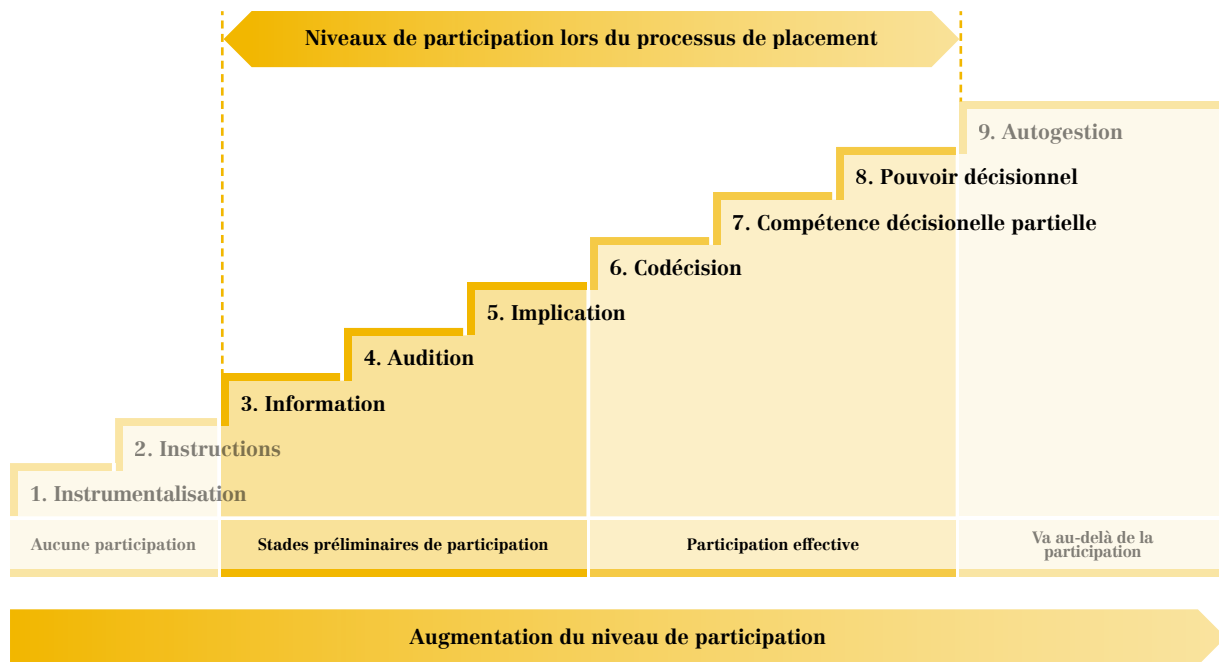 Niveaux de participation lors du processus de placement
9. Autogestion
8. Pouvoir décisionnel
7. Compétence décisionelle partielle
6. Codécision
5. Implication
4. Audition
3. Information
2. Instructions
1. Instrumentalisation
Aucune participation
Stades préliminaires de participation
Participation effective
Va au-delà de la
participation
Augmentation du niveau de participation